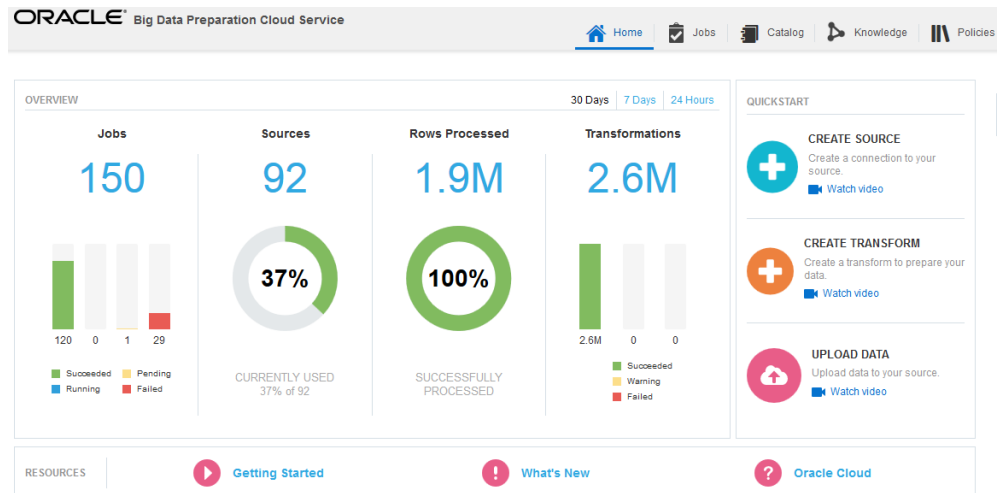 ORACLE® Big Data Preparation Cloud Service
Home Jobs Catalog Knowledge Policies
OVERVIEW 30 Days 7 Days 24 Hours
Jobs
150
120 0 1 29
Succeeded Pending
Running Failed
Sources
92
37%
CURRENTLY USED
37% of 92
Rows Processed
1.9M
100%
SUCCESSFULLY
PROCESSED
Transformations
2.6M
2.6M 0 0
Succeeded
Warning
Failed
QUICKSTART
CREATE SOURCE
Create a connection to your
source.
Watch video
CREATE TRANSFORM
Create a transform to prepare your
data.
Watch video
UPLOAD DATA
Upload data to your source.
Watch video
RESOURCES Getting Started What's New Oracle Cloud